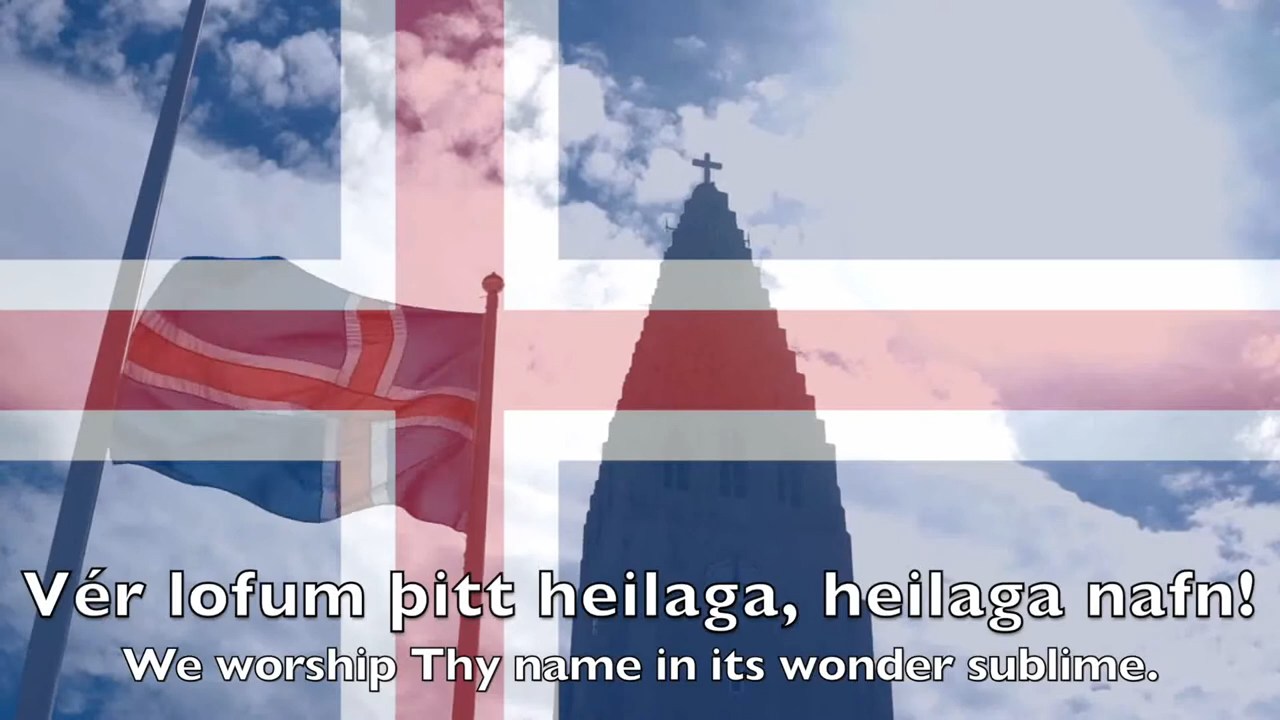 Vér lofum þitt heilaga, heilaga nafn!
We worship Thy name in its wonder sublime.